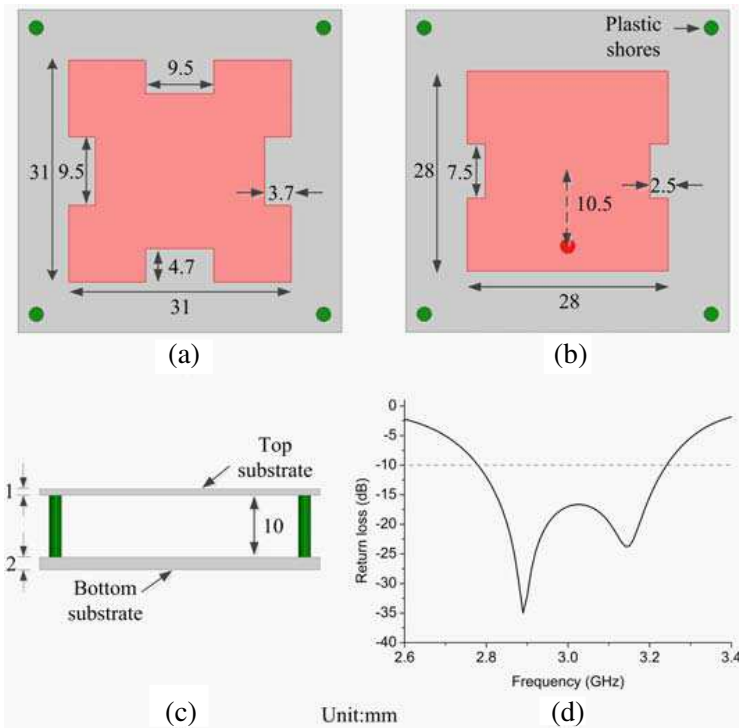 9.5
31
9.5
3.7
4.7
31
(a)
Plastic
shores
28
7.5
2.5
10.5
28
(b)
Top
substrate
1
10
2
Bottom
substrate
(c)
Unit:mm
0
-5
-10
-15
-20
-25
-30
-35
-40
Return loss (dB)
2.6 2.8 3.0 3.2 3.4
Frequency (GHz)
(d)